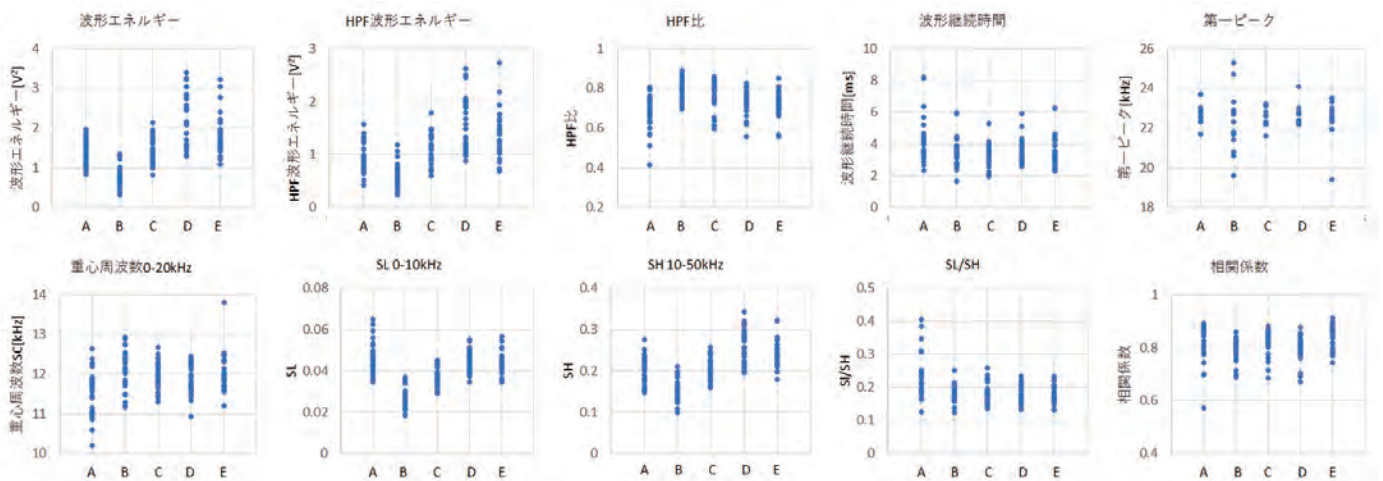 波形エネルギー
波形エネルギー[V²]
4
3
2
1
0
A B C D E
HPF波形エネルギー
HPF波形エネルギー[V²]
3
2
1
0
A B C D E
HPF比
HPF比
1
0.8
0.6
0.4
0.2
A B C D E
波形継続時間
波形継続時間[ms]
10
8
6
4
2
0
A B C D E
第一ピーク
第一ピーク[kHz]
26
24
22
20
18
A B C D E
重心周波数0-20kHz
重心周波数SC[kHz]
14
13
12
11
10
A B C D E
SL 0-10kHz
SL
0.08
0.06
0.04
0.02
0
A B C D E
SH 10-50kHz
SH
0.4
0.3
0.2
0.1
0
A B C D E
SL/SH
Sl/SH
0.5
0.4
0.3
0.2
0.1
0
A B C D E
相関係数
相関係数
1
0.8
0.6
0.4
A B C D E